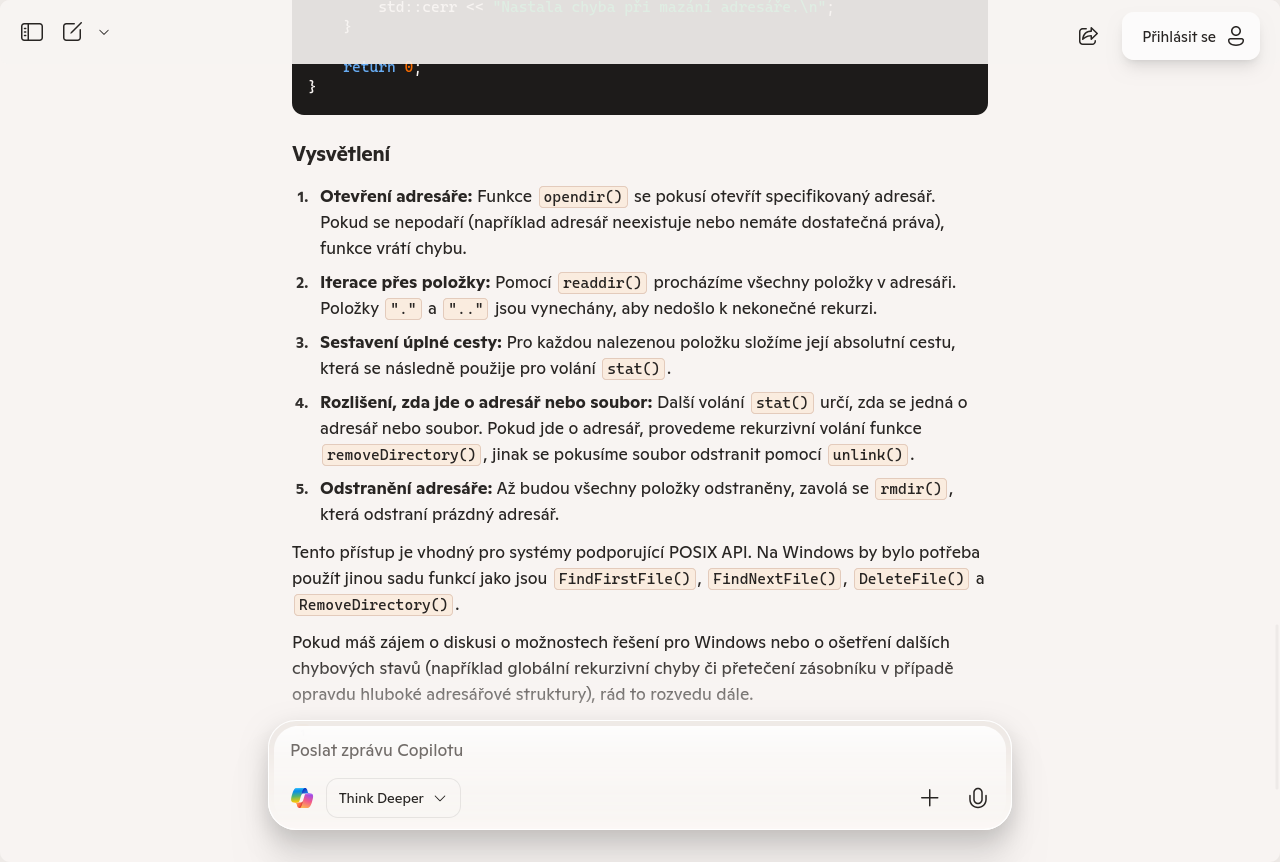 std::cerr << "Nastala chyba při mazání adresáře.\n";
}
Přihlásit se
return 0;
}
Vysvětlení
1. Otevření adresáře: Funkce opendir() se pokusí otevřít specifikovaný adresář.
Pokud se nepodaří (například adresář neexistuje nebo nemáte dostatečná práva),
funkce vrátí chybu.
2. Iterace přes položky: Pomocí readdir() procházíme všechny položky v adresáři.
Položky "." a ".." jsou vynechány, aby nedošlo k nekonečné rekurzi.
3. Sestavení úplné cesty: Pro každou nalezenou položku složíme její absolutní cestu,
která se následně použije pro volání stat().
4. Rozlišení, zda jde o adresář nebo soubor: Další volání stat() určí, zda se jedná o
adresář nebo soubor. Pokud jde o adresář, provedeme rekurzivní volání funkce
removeDirectory(), jinak se pokusíme soubor odstranit pomocí unlink().
5. Odstranění adresáře: Až budou všechny položky odstraněny, zavolá se rmdir(),
která odstraní prázdný adresář.
Tento přístup je vhodný pro systémy podporující POSIX API. Na Windows by bylo potřeba
použít jinou sadu funkcí jako jsou FindFirstFile(), FindNextFile(), DeleteFile() a
RemoveDirectory().
Pokud máš zájem o diskusi o možnostech řešení pro Windows nebo o ošetření dalších
chybových stavů (například globální rekurzivní chyby či přetečení zásobníku v případě
opravdu hluboké adresářové struktury), rád to rozvedu dále.
Poslat zprávu Copilotu
Think Deeper